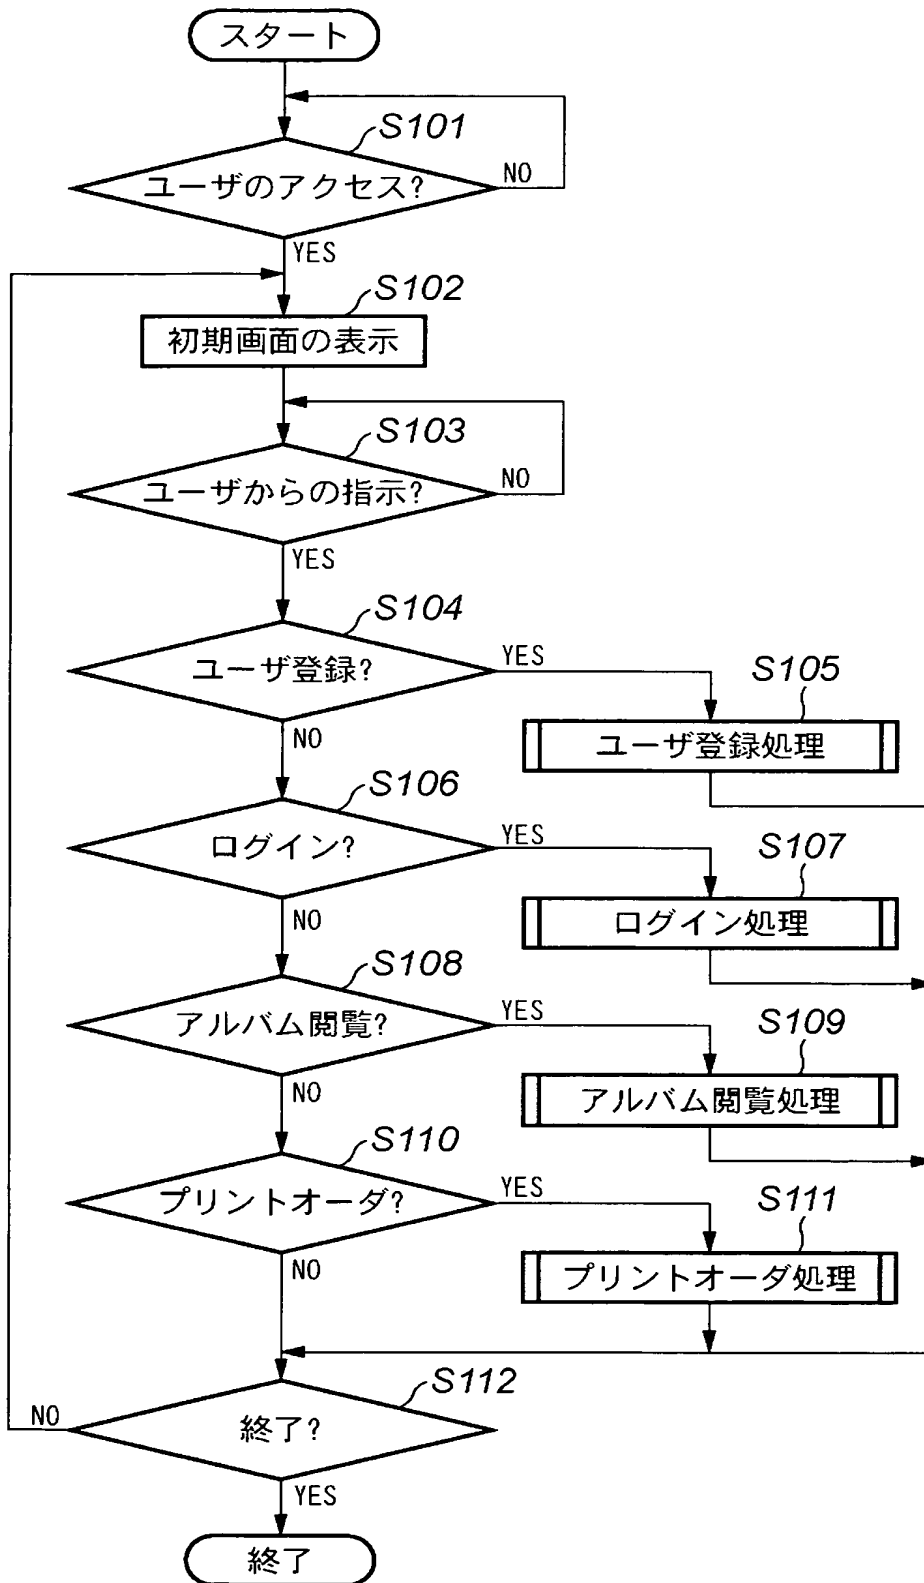 スタート
S101
ユーザのアクセス?
NO
YES
S102
初期画面の表示
S103
ユーザからの指示?
NO
YES
S104
ユーザ登録?
YES
NO
S105
ユーザ登録処理
S106
ログイン?
YES
NO
S107
ログイン処理
S108
アルバム閲覧?
YES
NO
S109
アルバム閲覧処理
S110
プリントオーダ?
YES
NO
S111
プリントオーダ処理
S112
終了?
NO
YES
終了